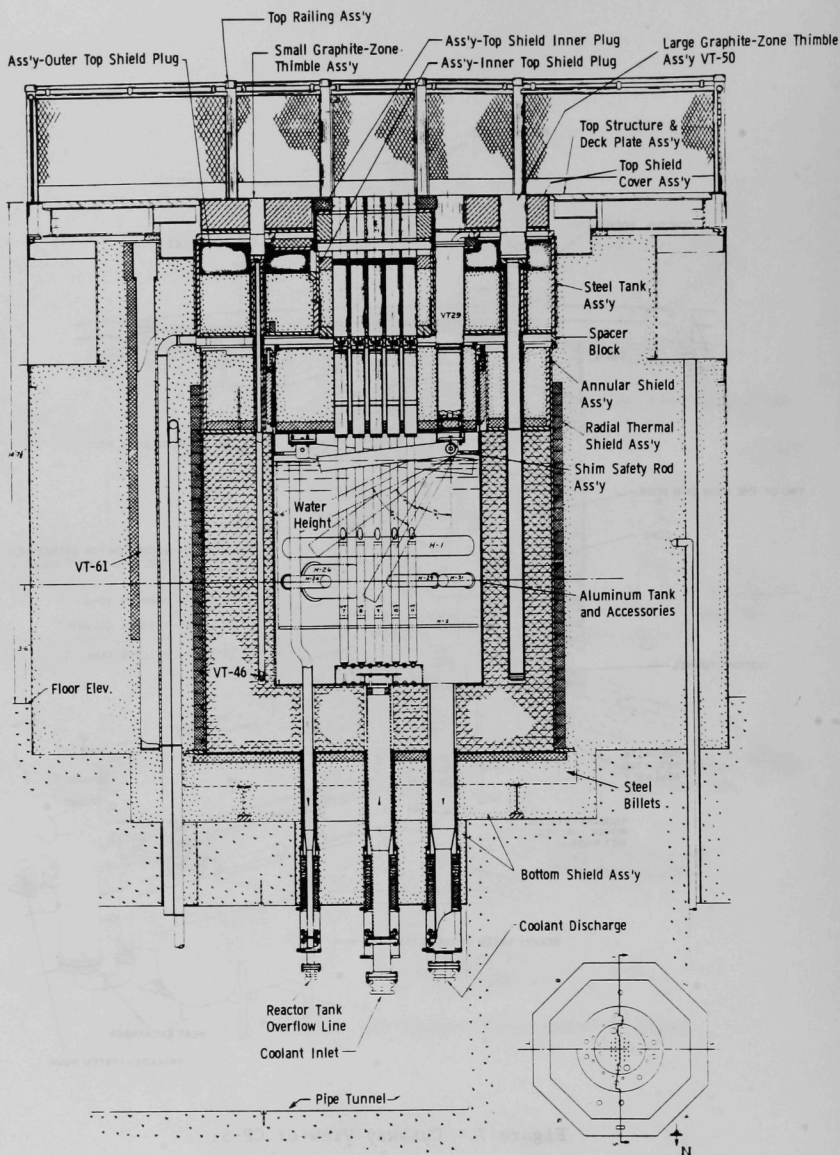 Top Railing Ass'y
Small Graphite-Zone
Thimble Ass'y
Ass'y-Top Shield Inner Plug
Large Graphite-Zone Thimble
Ass'y VT-50
Ass'y-Outer Top Shield Plug
Ass'y-Inner Top Shield Plug
Top Structure &
Deck Plate Ass'y
Top Shield
Cover Ass'y
Steel Tank
Ass'y
VT29
Spacer
Block
Annular Shield
Ass'y
Radial Thermal
Shield Ass'y
Shim Safety Rod
Ass'y
Water
Height
H-1
VT-61
H-26
Aluminum Tank
and Accessories
H-2
VT-46
Floor Elev.
Steel
Billets
Bottom Shield Ass'y
Coolant Discharge
Reactor Tank
Overflow Line
Coolant Inlet
Pipe Tunnel
N